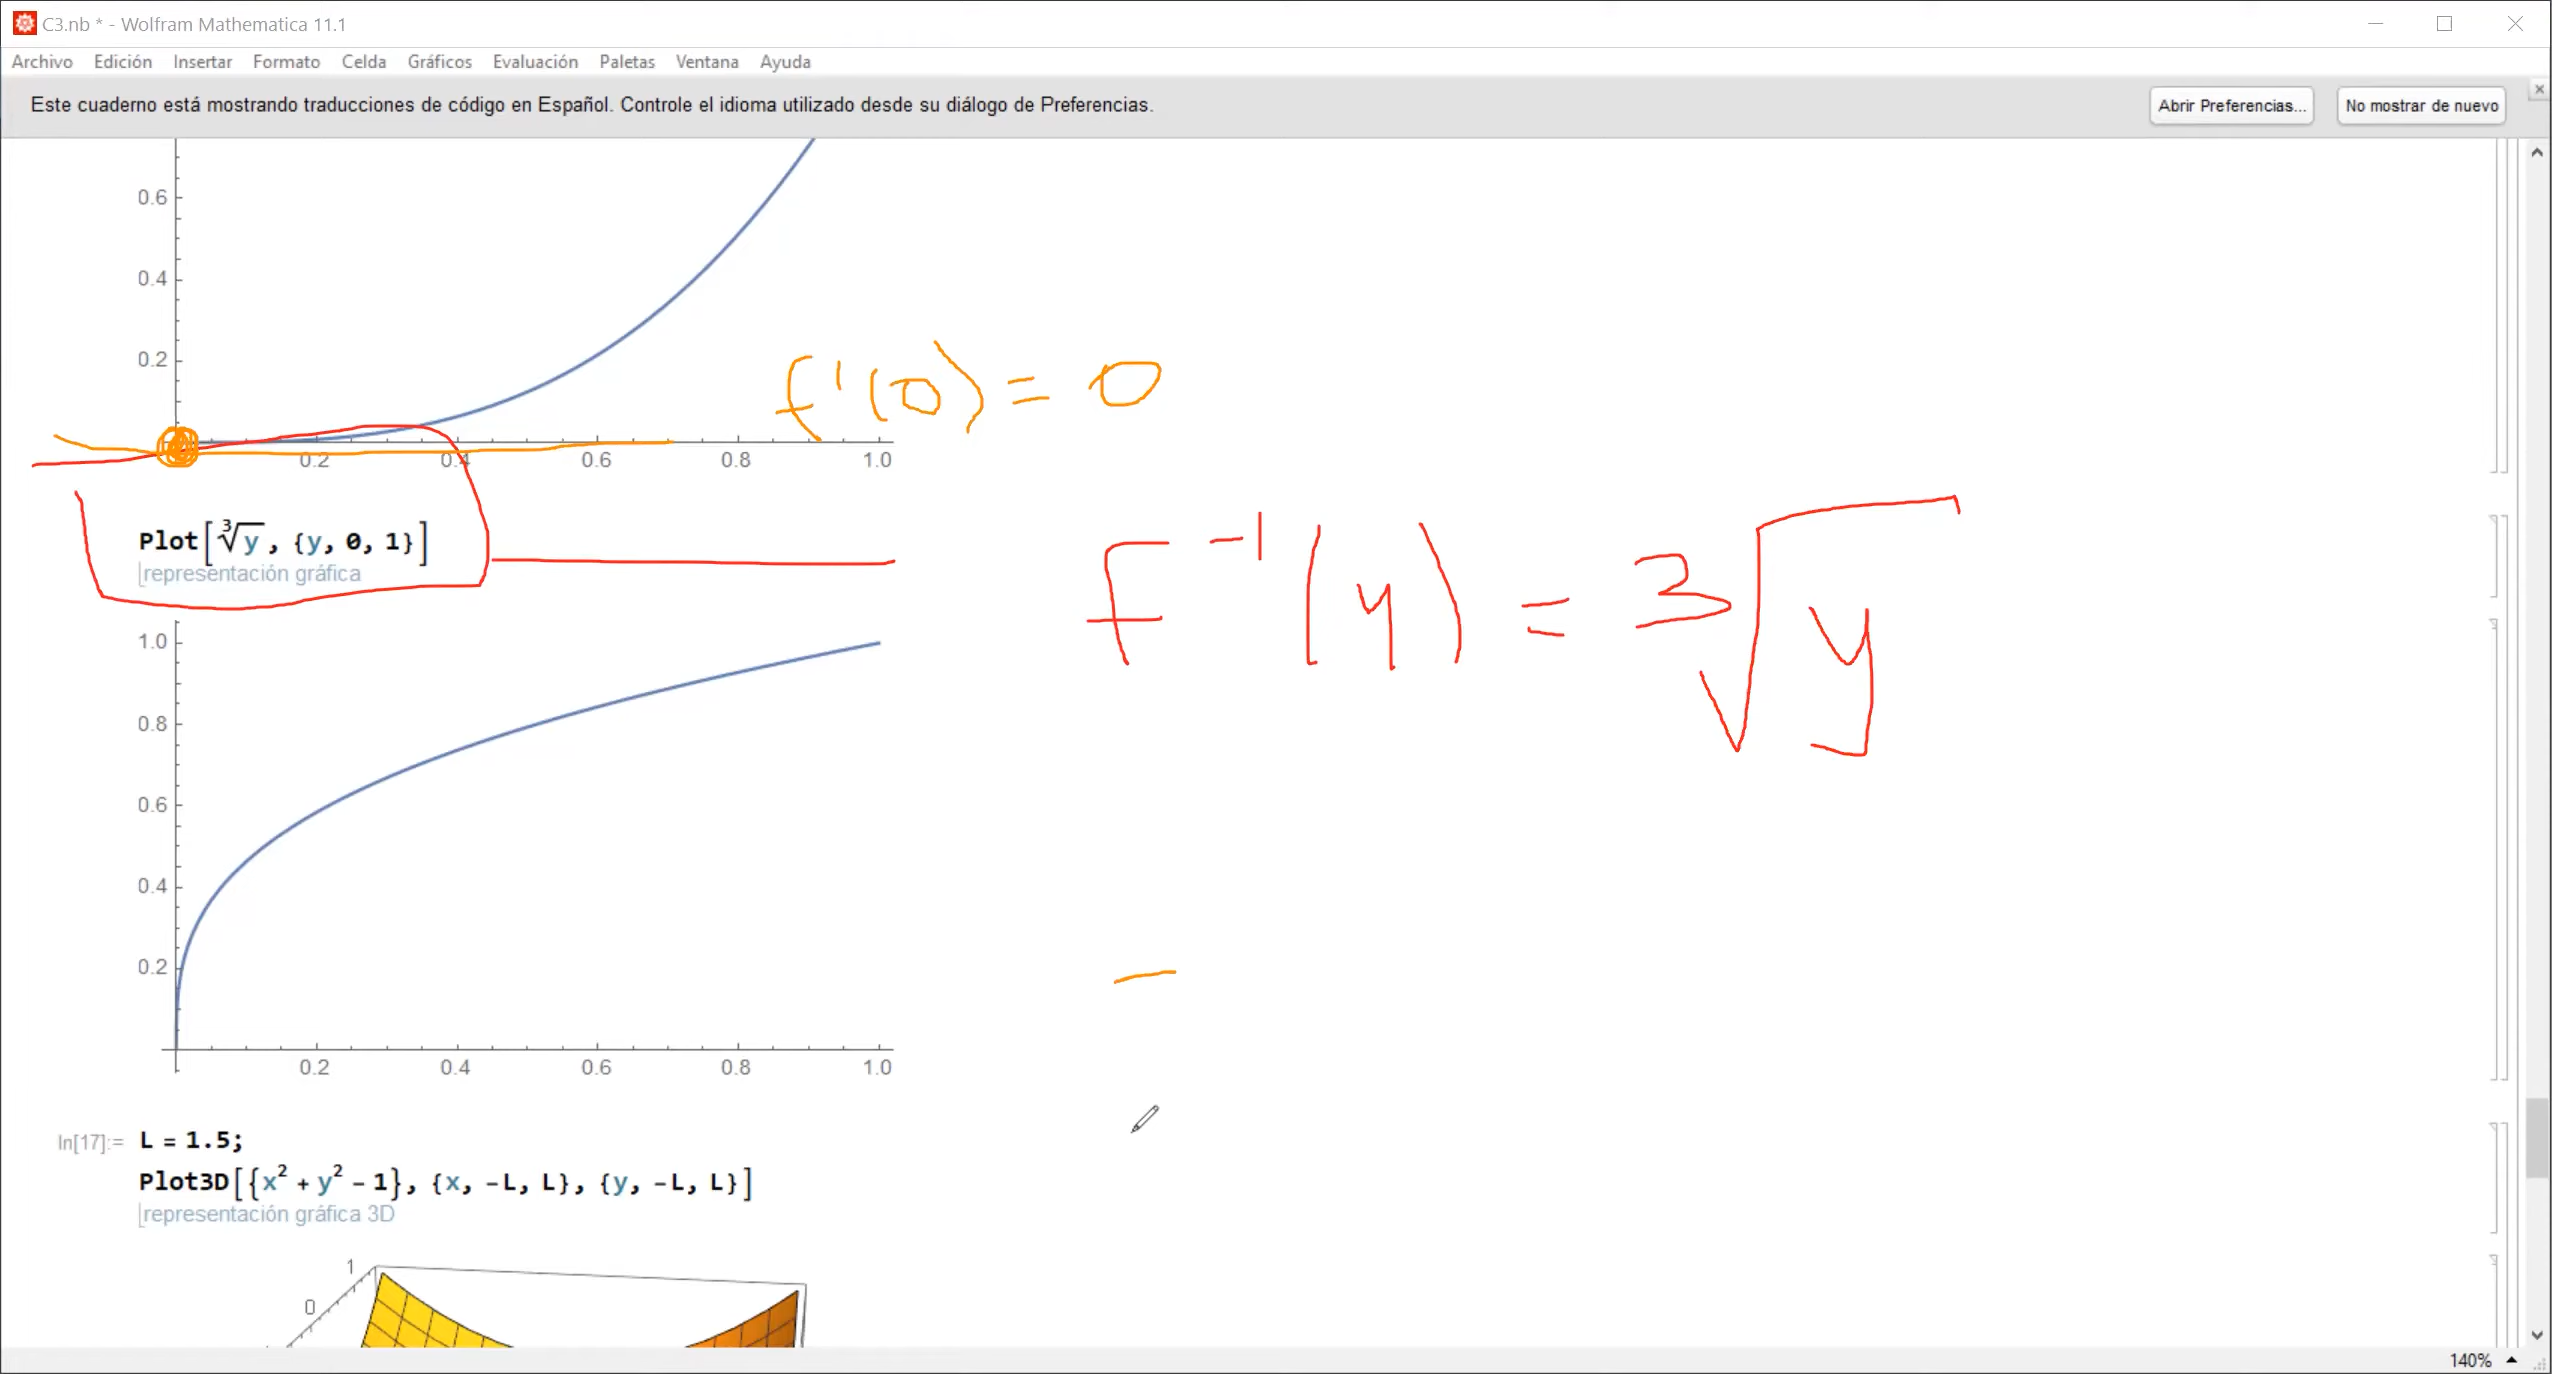 C3.nb * - Wolfram Mathematica 11.1
Archivo Edición Insertar Formato Celda Gráficos Evaluación Paletas Ventana Ayuda
Este cuaderno está mostrando traducciones de código en Español. Controle el idioma utilizado desde su diálogo de Preferencias.
Abrir Preferencias... No mostrar de nuevo
0.6
0.4
0.2
f'(0) = 0
0.2 0.4 0.6 0.8 1.0
Plot[∛y, {y, 0, 1}]
representación gráfica
f⁻¹(y) = ∛y
1.0
0.8
0.6
0.4
0.2
0.2 0.4 0.6 0.8 1.0
In[17]:= L = 1.5;
Plot3D[{x² + y² - 1}, {x, -L, L}, {y, -L, L}]
representación gráfica 3D
1
0
140%